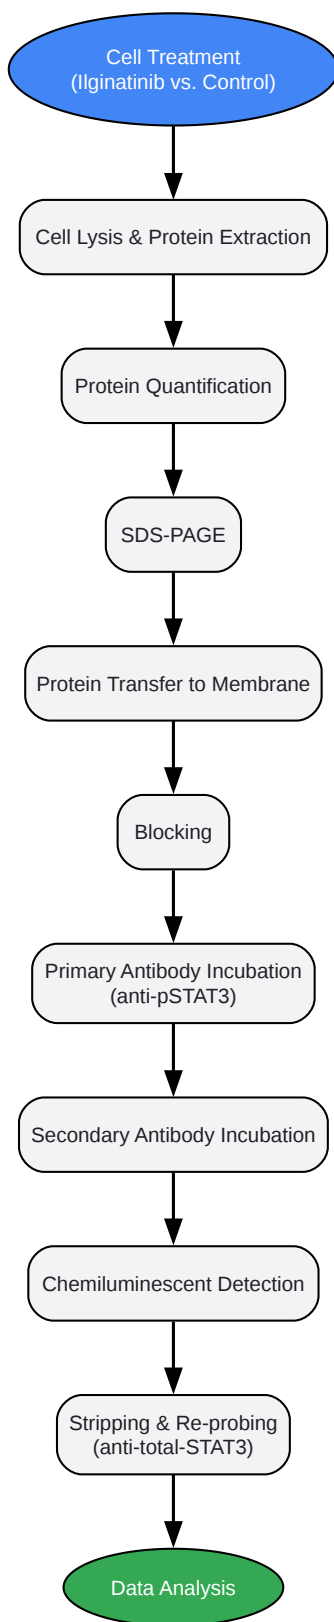 Cell Treatment
(Ilginatinib vs. Control)
Cell Lysis & Protein Extraction
Protein Quantification
SDS-PAGE
Protein Transfer to Membrane
Blocking
Primary Antibody Incubation
(anti-pSTAT3)
Secondary Antibody Incubation
Chemiluminescent Detection
Stripping & Re-probing
(anti-total-STAT3)
Data Analysis